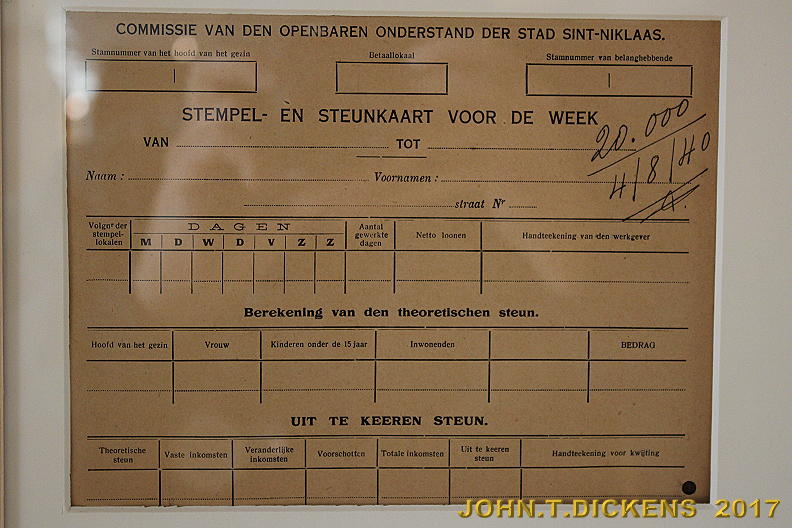 COMMISSIE VAN DEN OPENBAREN ONDERSTAND DER STAD SINT-NIKLAAS.
Stamnummer van het hoofd van het gezin
Betaallokaal
Stamnummer van belanghebbende
STEMPEL- EN STEUNKAART VOOR DE WEEK
VAN TOT
20.000
4/8/40
Naam : Voornamen :
straat Nr
Volgnr der stempel-lokalen
DAGEN
M D W D V Z Z
Aantal gewerkte dagen
Netto loonen
Handteekening van den werkgever
Berekening van den theoretischen steun.
Hoofd van het gezin Vrouw Kinderen onder de 15 jaar Inwonenden BEDRAG
UIT TE KEEREN STEUN.
Theoretische steun
Vaste inkomsten
Veranderlijke inkomsten
Voorschotten
Totale inkomsten
Uit te keeren steun
Handteekening voor kwijting
JOHN.T.DICKENS 2017